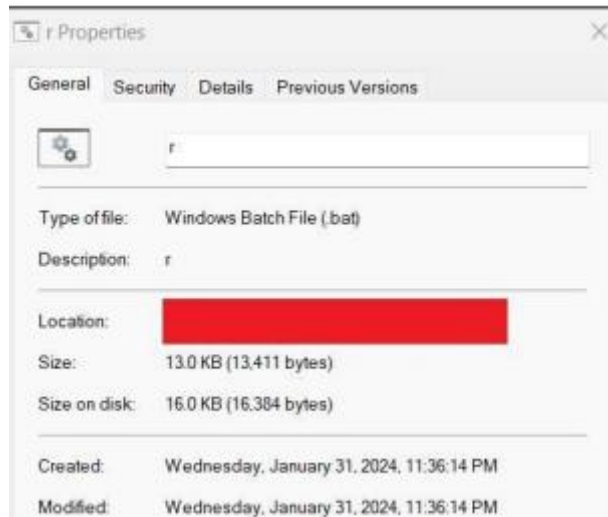 r Properties
General Security Details Previous Versions
r
Type of file: Windows Batch File (.bat)
Description: r
Location:
Size: 13.0 KB (13,411 bytes)
Size on disk: 16.0 KB (16,384 bytes)
Created: Wednesday, January 31, 2024, 11:36:14 PM
Modified: Wednesday, January 31, 2024, 11:36:14 PM